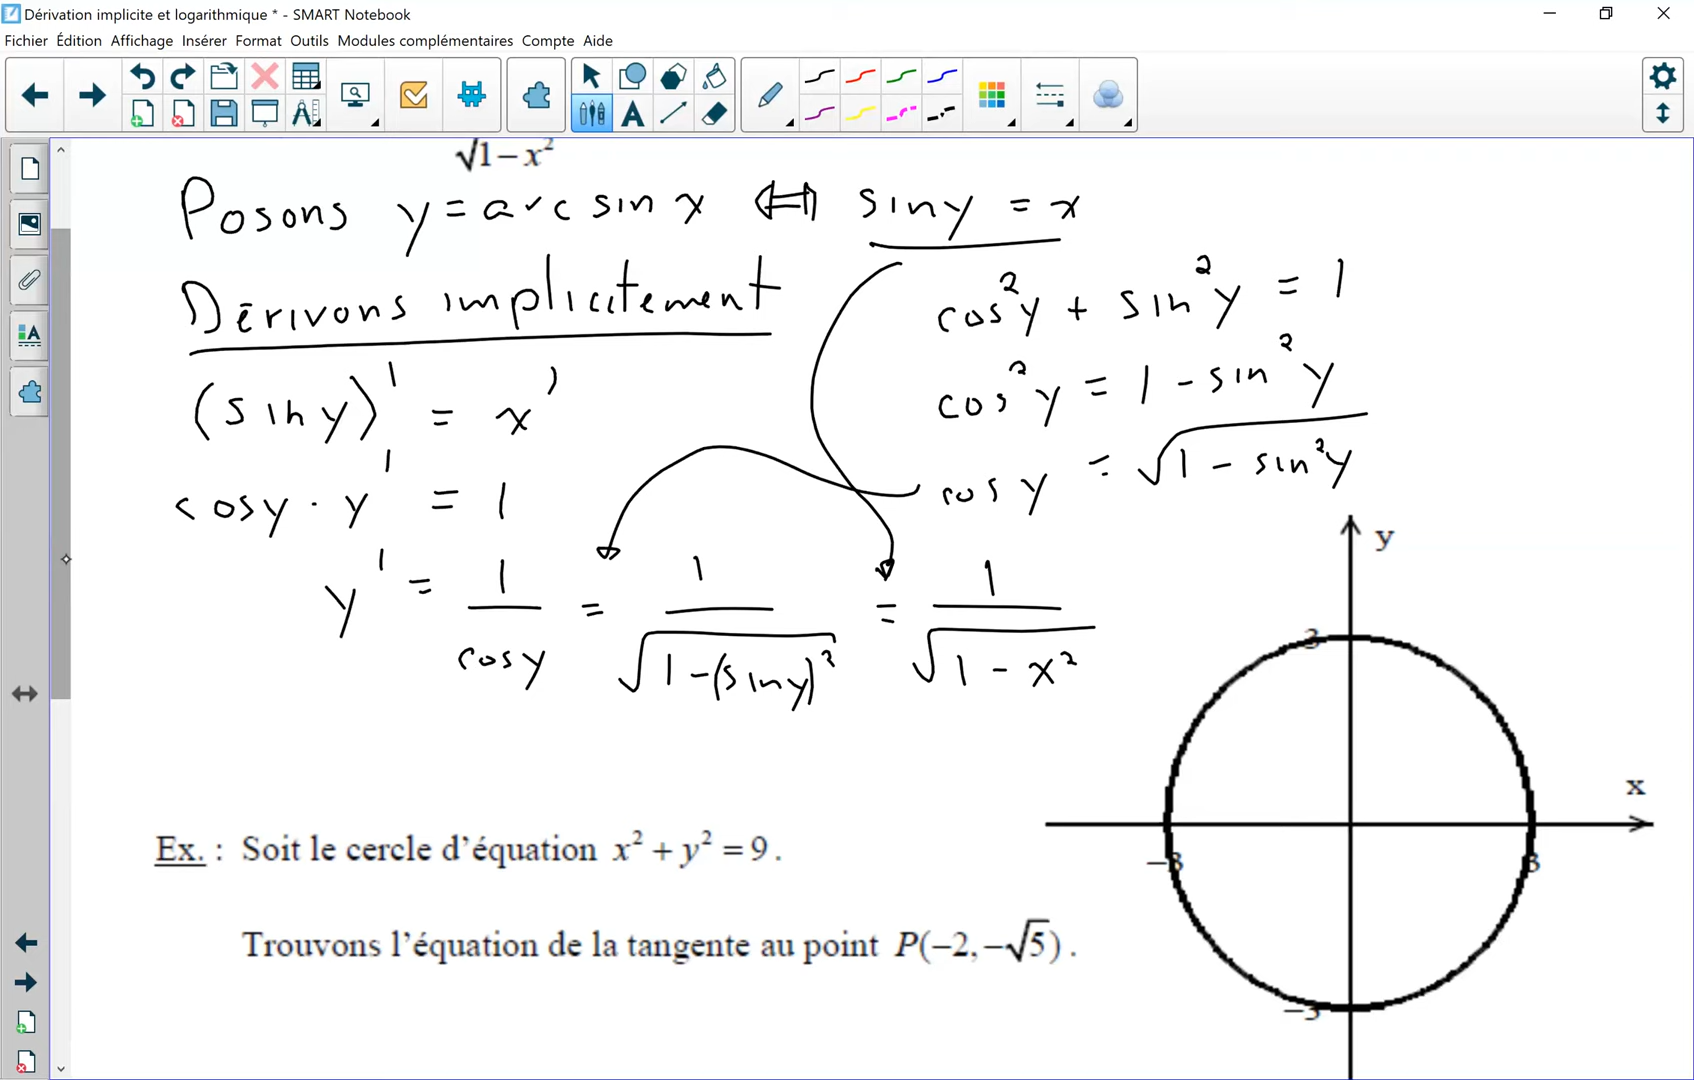 Dérivation implicite et logarithmique * - SMART Notebook
Fichier Édition Affichage Insérer Format Outils Modules complémentaires Compte Aide
√1 − x²
Posons y = arcsin x ⟺ sin y = x
Dérivons implicitement
cos²y + sin²y = 1
(sin y)' = x'
cos²y = 1 - sin²y
cos y · y' = 1
cos y = √(1 - sin²y)
y' = 1/cos y = 1/√(1-(sin y)²) = 1/√(1 - x²)
y
3
x
−3
3
−3
Ex. : Soit le cercle d'équation x² + y² = 9 .
Trouvons l'équation de la tangente au point P(−2, −√5) .